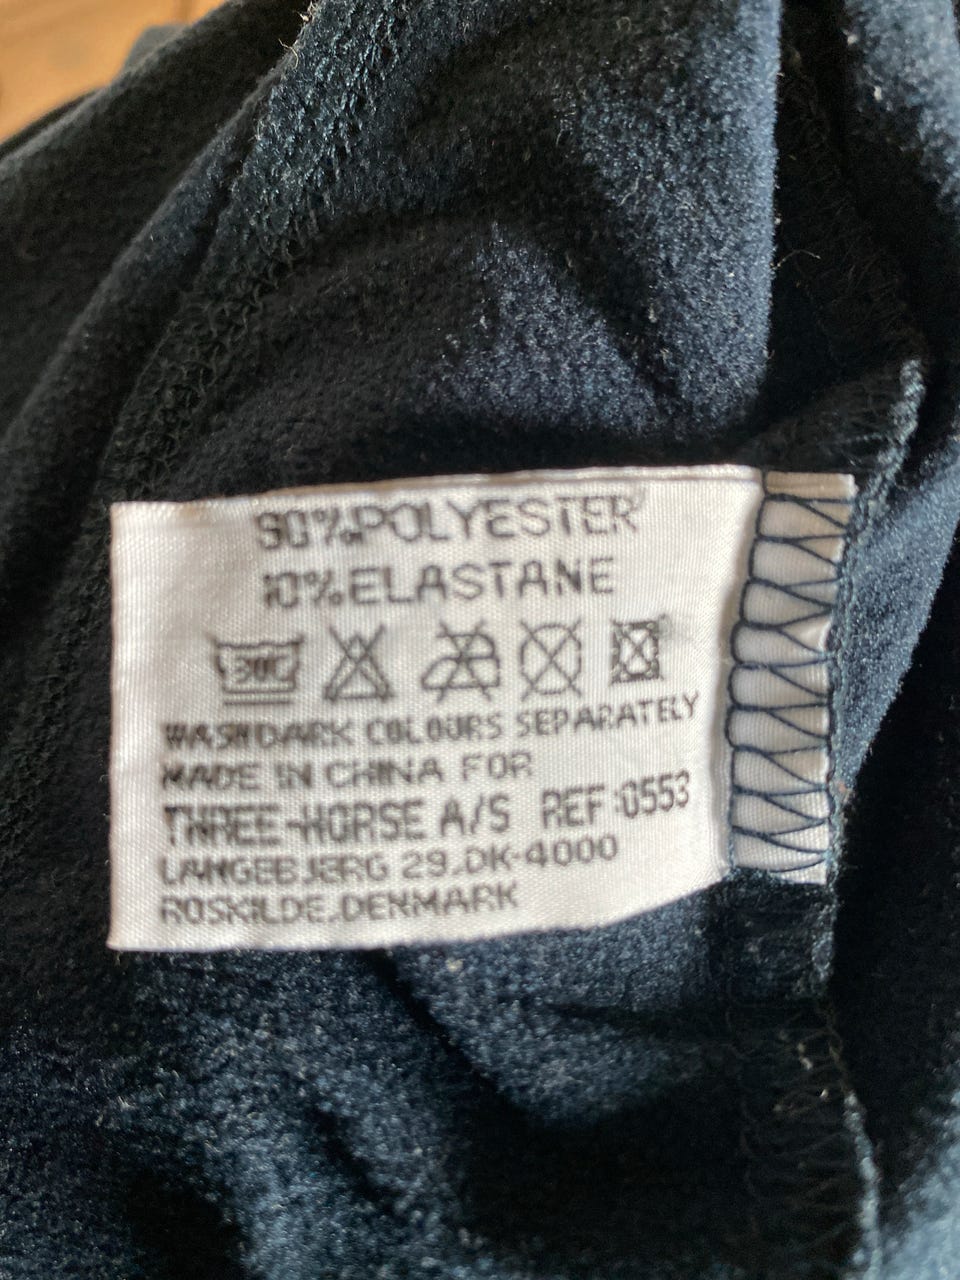 90% POLYESTER
10% ELASTANE
30C
WASH DARK COLOURS SEPARATELY
MADE IN CHINA FOR
THREE-HORSE A/S REF:0553
LANGEBJERG 29.DK-4000
ROSKILDE.DENMARK